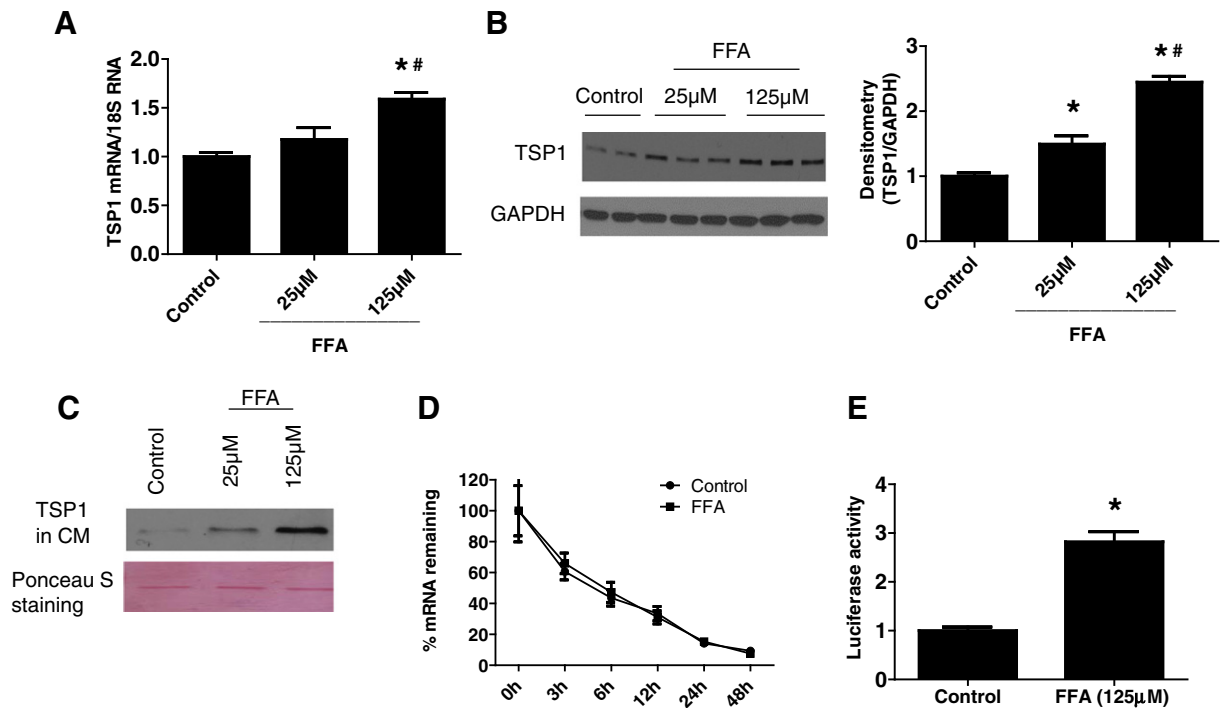 A
TSP1 mRNA/18S RNA
2.0
1.5
1.0
0.5
0.0
* #
Control
25µM
125µM
FFA
B
FFA
Control
25µM
125µM
TSP1
GAPDH
Densitometry
(TSP1/GAPDH)
3
2
1
0
*
* #
Control
25µM
125µM
FFA
C
FFA
Control
25µM
125µM
TSP1
in CM
Ponceau S
staining
D
% mRNA remaining
120
100
80
60
40
20
0
Control
FFA
0h
3h
6h
12h
24h
48h
E
Luciferase activity
4
3
2
1
0
*
Control
FFA (125µM)